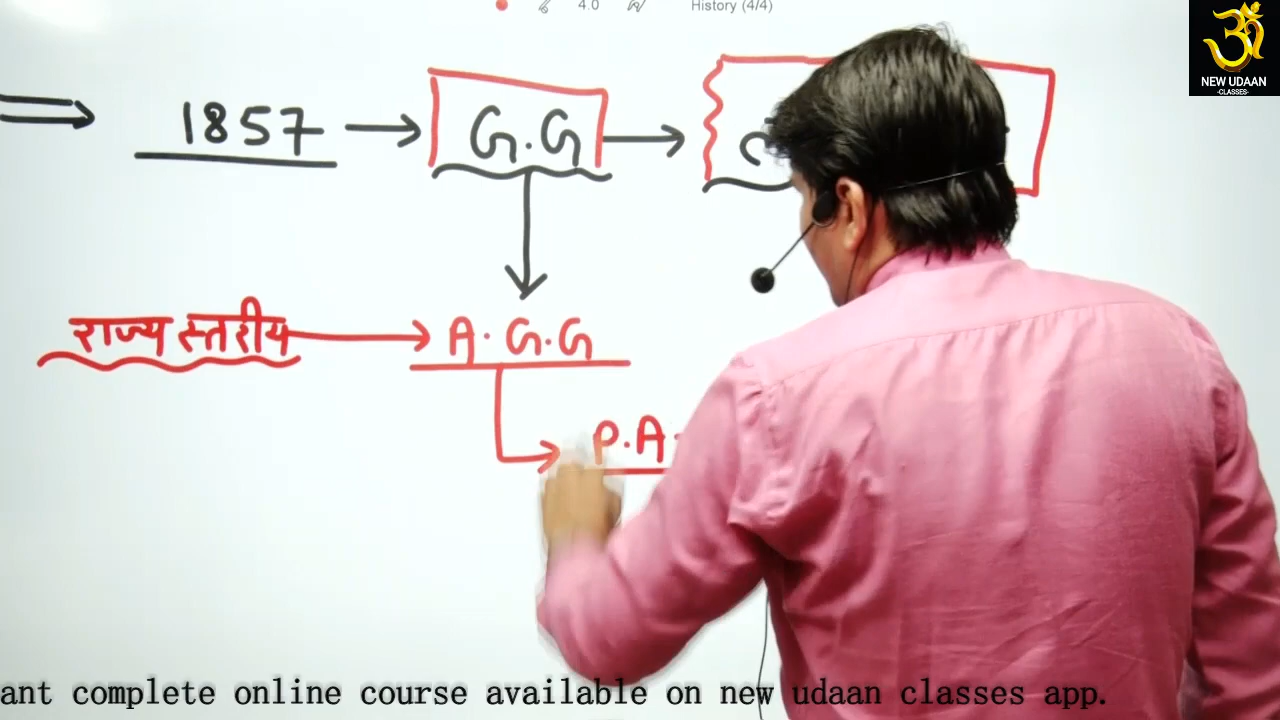 4.0 History (4/4)
NEW UDAAN
-CLASSES-
1857 → G.G →
राज्य स्तरीय → A.G.G
P.A.
ant complete online course available on new udaan classes app.